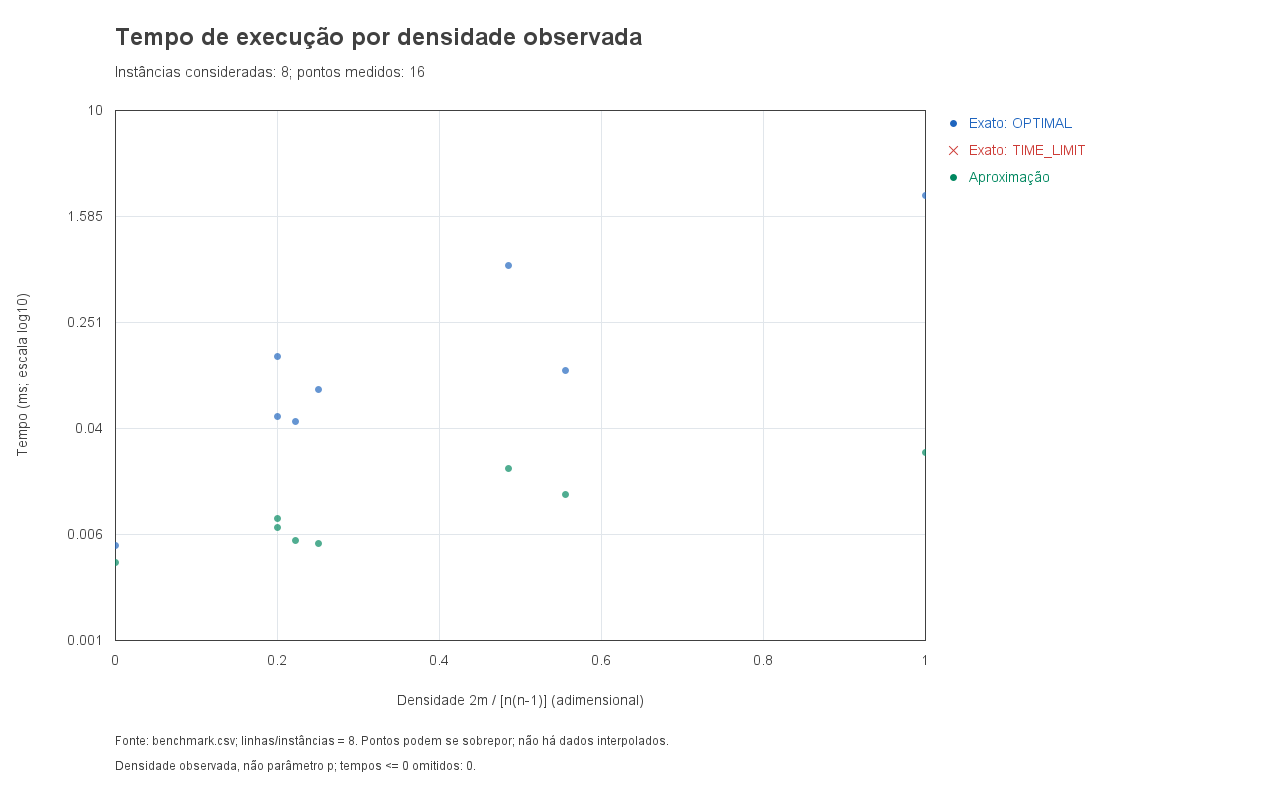 Tempo de execução por densidade observada
Instâncias consideradas: 8; pontos medidos: 16
10
1.585
0.251
0.04
0.006
0.001
Tempo (ms; escala log10)
0 0.2 0.4 0.6 0.8 1
Densidade 2m / [n(n-1)] (adimensional)
Exato: OPTIMAL
Exato: TIME_LIMIT
Aproximação
Fonte: benchmark.csv; linhas/instâncias = 8. Pontos podem se sobrepor; não há dados interpolados.
Densidade observada, não parâmetro p; tempos <= 0 omitidos: 0.